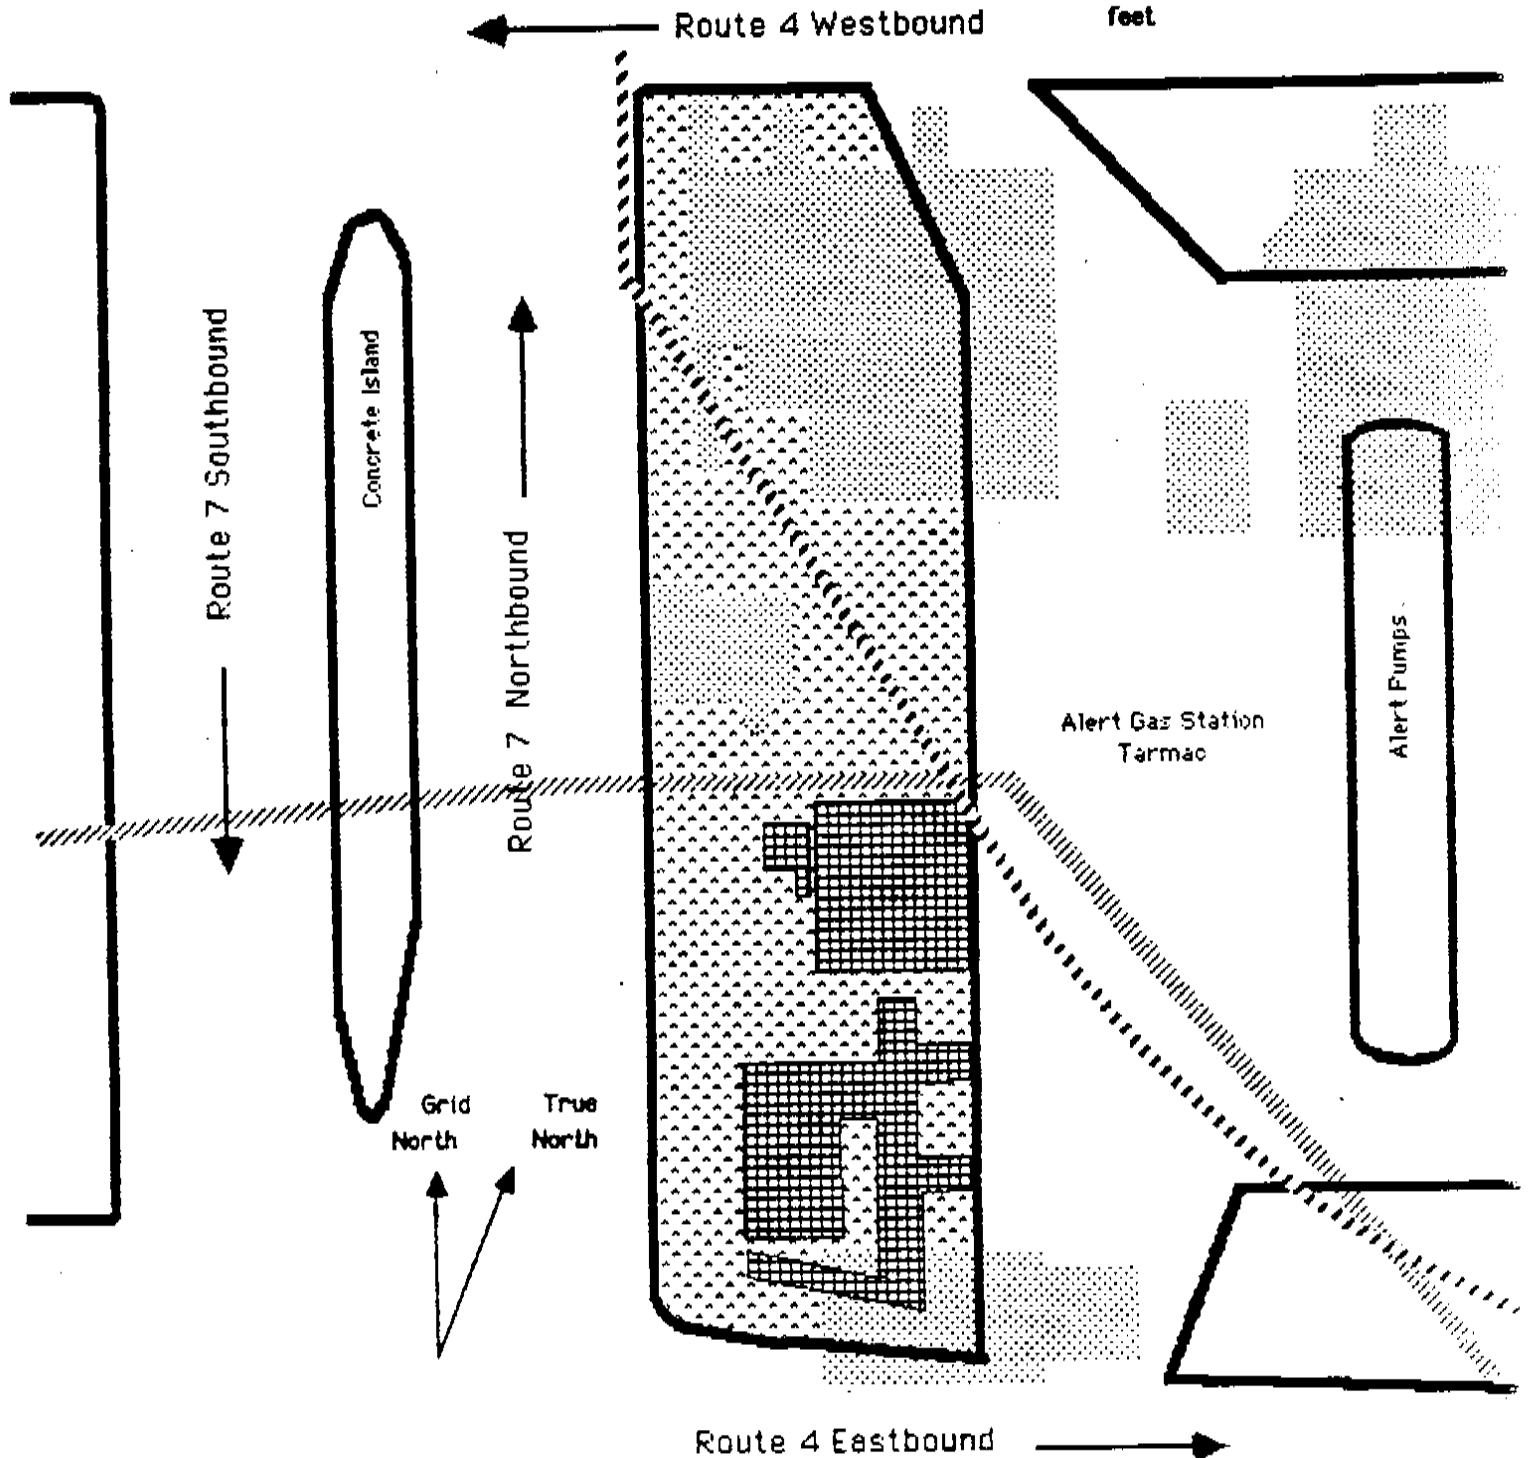 Route 4 Westbound
feet
Route 7 Southbound
Concrete Island
Route 7 Northbound
Alert Gas Station
Tarmac
Alert Pumps
Grid
North
True
North
Route 4 Eastbound